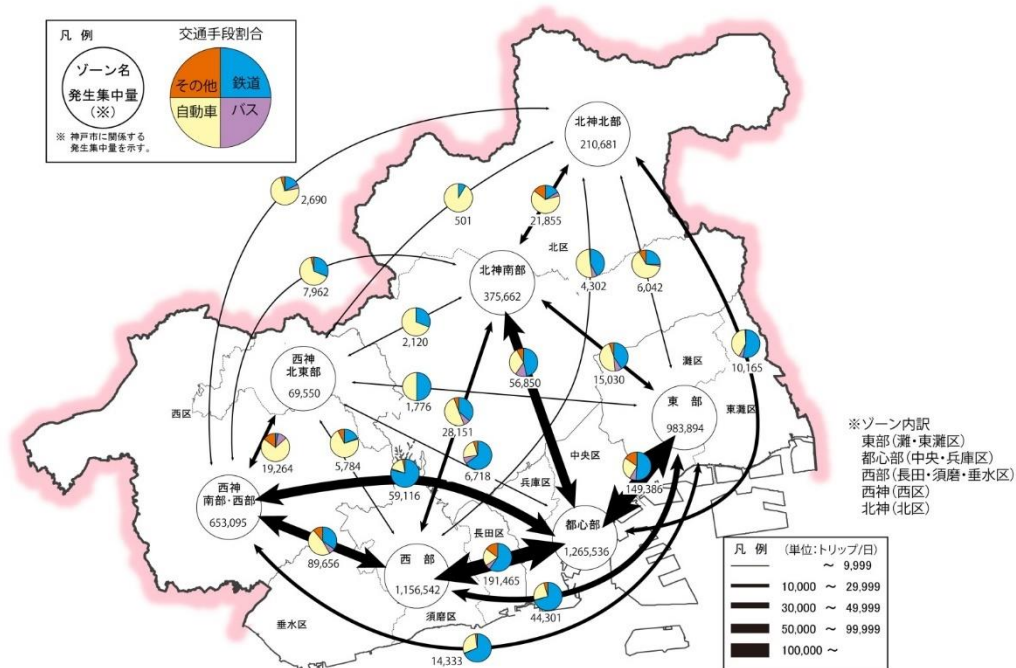 凡 例
ゾーン名
発生集中量
(※)
※ 神戸市に関係する
発生集中量を示す。
交通手段割合
その他
鉄道
自動車
バス
北神北部
210,681
2,690
501
21,855
北区
4,302
6,042
7,962
北神南部
375,662
2,120
56,850
15,030
灘区
10,165
西神
北東部
69,550
1,776
28,151
東 部
983,894
東灘区
西区
19,264
5,784
6,718
中央区
149,386
59,116
兵庫区
西神
南部・西部
653,095
都心部
1,265,536
89,656
長田区
西 部
1,156,542
191,465
須磨区
44,301
垂水区
14,333
※ゾーン内訳
東部(灘・東灘区)
都心部(中央・兵庫区)
西部(長田・須磨・垂水区)
西神(西区)
北神(北区)
凡 例 (単位:トリップ/日)
~ 9,999
10,000 ~ 29,999
30,000 ~ 49,999
50,000 ~ 99,999
100,000 ~